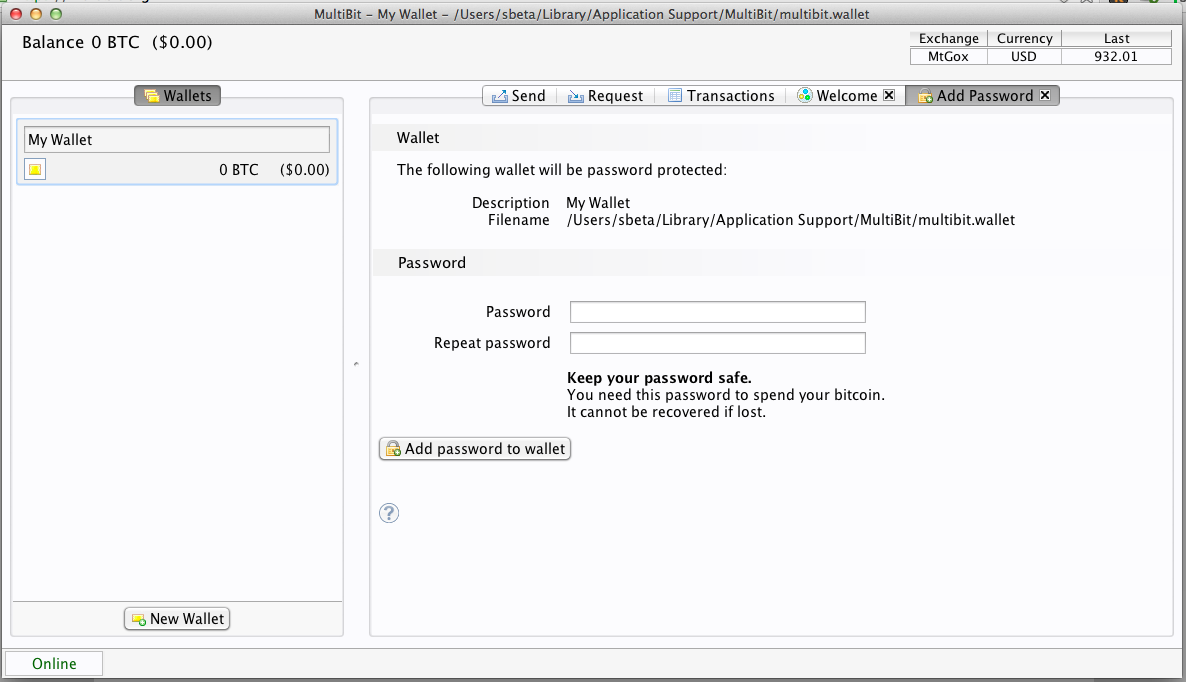 MultiBit – My Wallet – /Users/sbeta/Library/Application Support/MultiBit/multibit.wallet
Balance 0 BTC ($0.00)
Exchange Currency Last
MtGox USD 932.01
Wallets
Send Request Transactions Welcome Add Password
My Wallet
0 BTC ($0.00)
Wallet
The following wallet will be password protected:
Description My Wallet
Filename /Users/sbeta/Library/Application Support/MultiBit/multibit.wallet
Password
Password
Repeat password
Keep your password safe.
You need this password to spend your bitcoin.
It cannot be recovered if lost.
Add password to wallet
?
New Wallet
Online